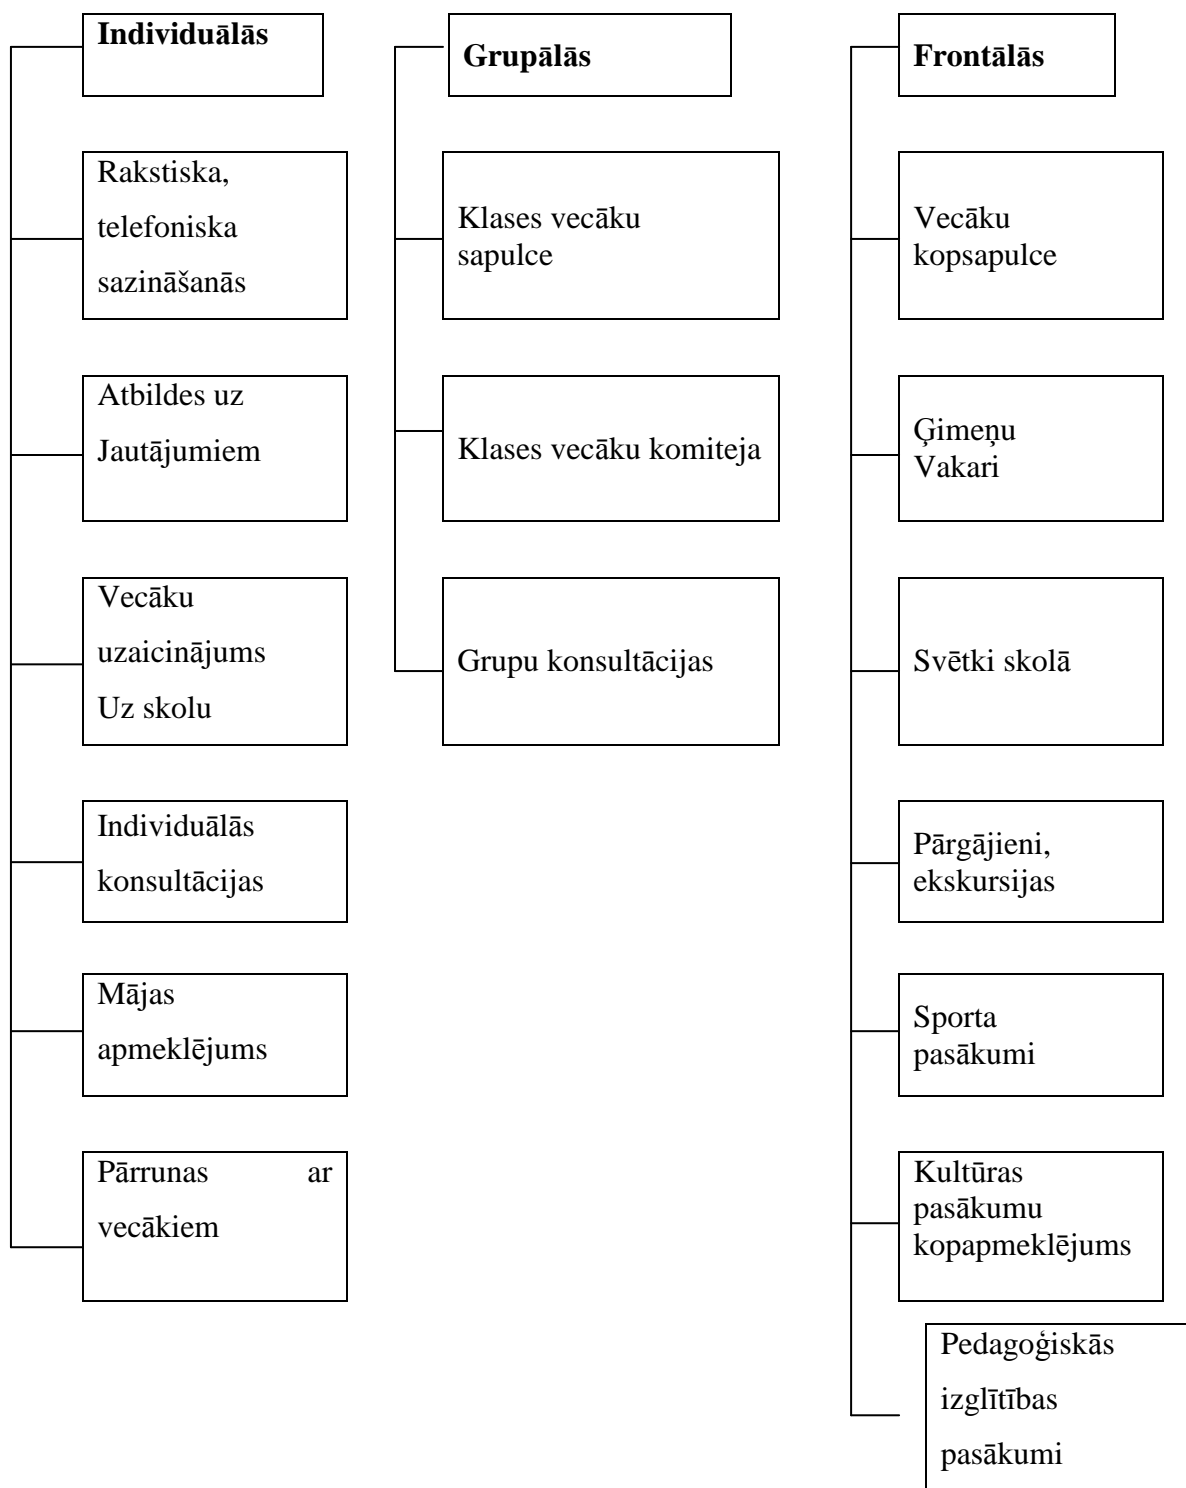 Individuālās
Rakstiska,
telefoniska
sazināšanās
Atbildes uz
Jautājumiem
Vecāku
uzaicinājums
Uz skolu
Individuālās
konsultācijas
Mājas
apmeklējums
Pārrunas ar
vecākiem
Grupālās
Klases vecāku
sapulce
Klases vecāku komiteja
Grupu konsultācijas
Frontālās
Vecāku
kopsapulce
Ģimeņu
Vakari
Svētki skolā
Pārgājieni,
ekskursijas
Sporta
pasākumi
Kultūras
pasākumu
kopapmeklējums
Pedagoģiskās
izglītības
pasākumi